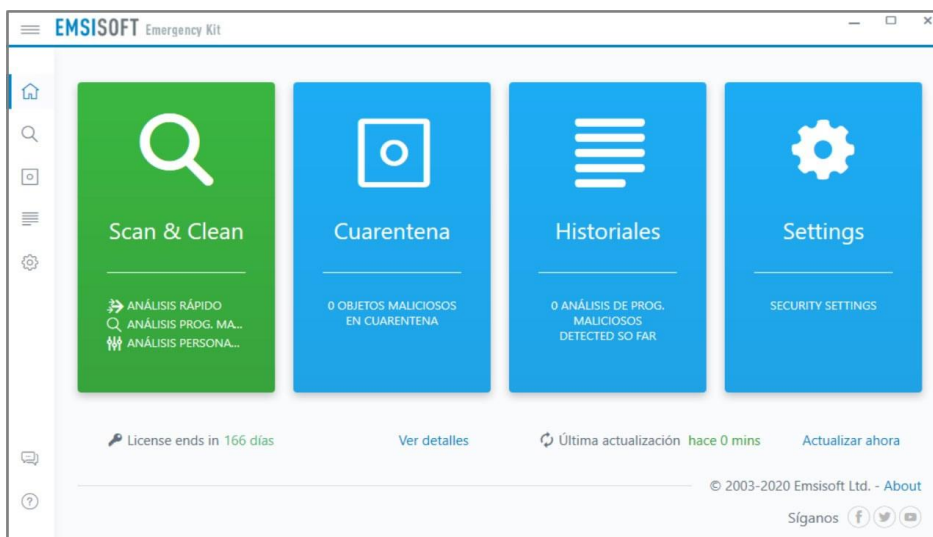 EMSISOFT Emergency Kit
Scan & Clean
ANÁLISIS RÁPIDO
ANÁLISIS PROG. MA...
ANÁLISIS PERSONA...
Cuarentena
0 OBJETOS MALICIOSOS
EN CUARENTENA
Historiales
0 ANÁLISIS DE PROG.
MALICIOSOS
DETECTED SO FAR
Settings
SECURITY SETTINGS
License ends in 166 días
Ver detalles
Última actualización hace 0 mins
Actualizar ahora
© 2003-2020 Emsisoft Ltd. - About
Síganos